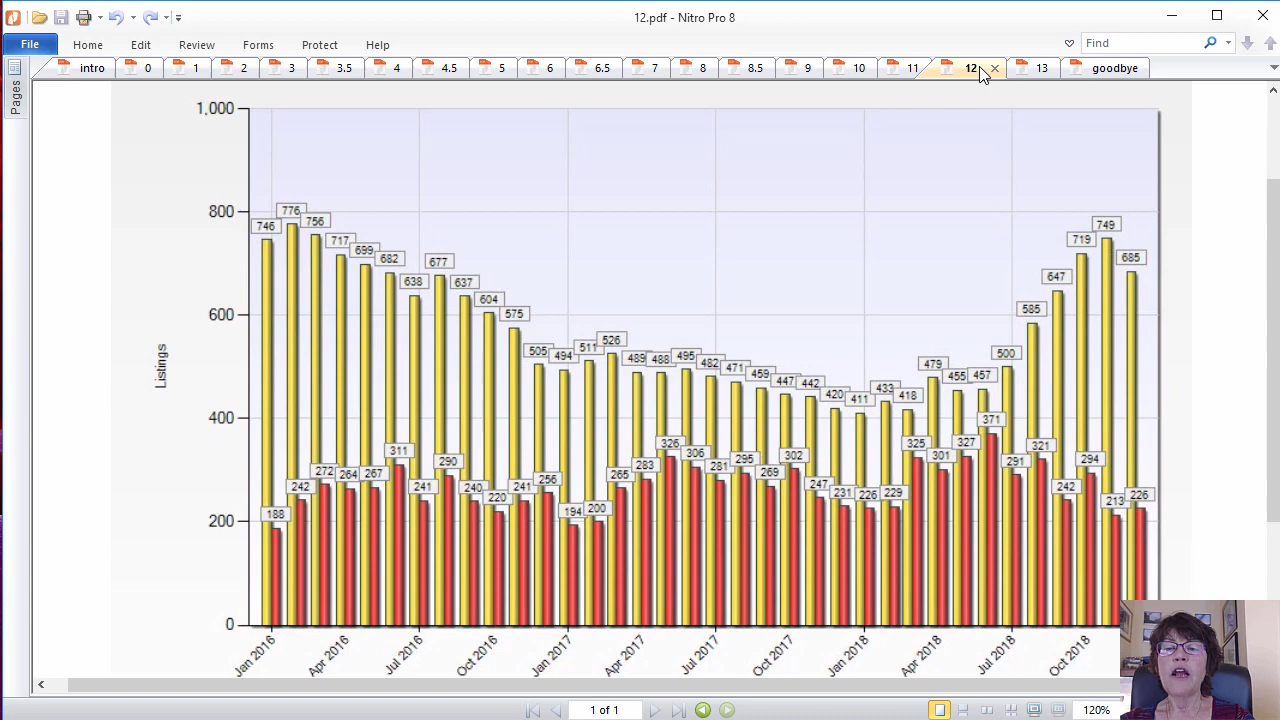 12.pdf - Nitro Pro 8
File Home Edit Review Forms Protect Help Find
intro 0 1 2 3 3.5 4 4.5 5 6 6.5 7 8 8.5 9 10 11 12 13 goodbye
Pages
Listings
1,000
800
600
400
200
0
746 776 756 717 699 682 638 677 637 604 575 505 494 511 526 489 488 495 482 471 459 447 442 420 411 433 418 479 455 457 500 585 647 719 749 685
188 242 272 264 267 311 241 290 240 220 241 256 194 200 265 283 326 306 281 295 269 302 247 231 226 229 325 301 327 371 291 321 242 294 213 226
Jan 2016 Apr 2016 Jul 2016 Oct 2016 Jan 2017 Apr 2017 Jul 2017 Oct 2017 Jan 2018 Apr 2018 Jul 2018 Oct 2018
1 of 1 120%